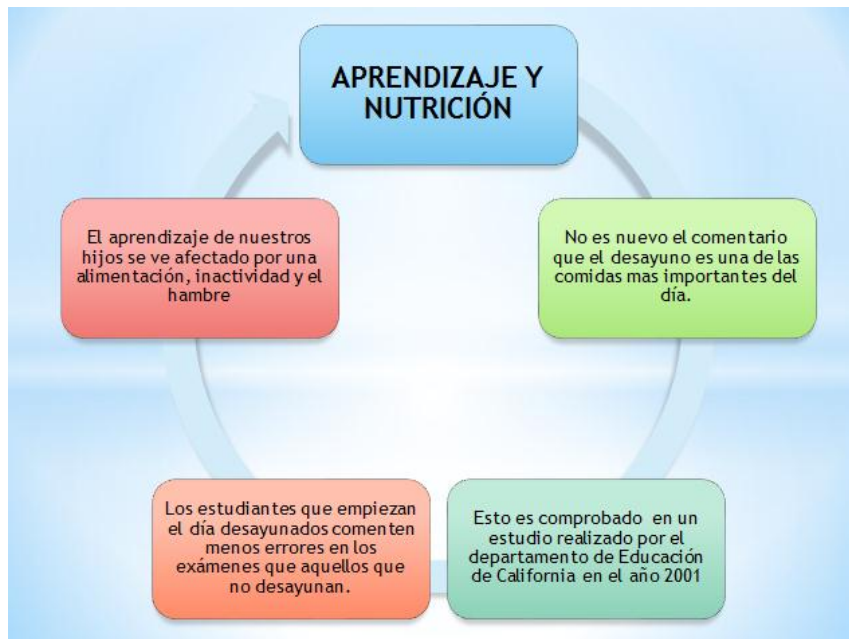 APRENDIZAJE Y
NUTRICIÓN
No es nuevo el comentario
que el desayuno es una de las
comidas mas importantes del
día.
Esto es comprobado en un
estudio realizado por el
departamento de Educación
de California en el año 2001
Los estudiantes que empiezan
el día desayunados comenten
menos errores en los
exámenes que aquellos que
no desayunan.
El aprendizaje de nuestros
hijos se ve afectado por una
alimentación, inactividad y el
hambre